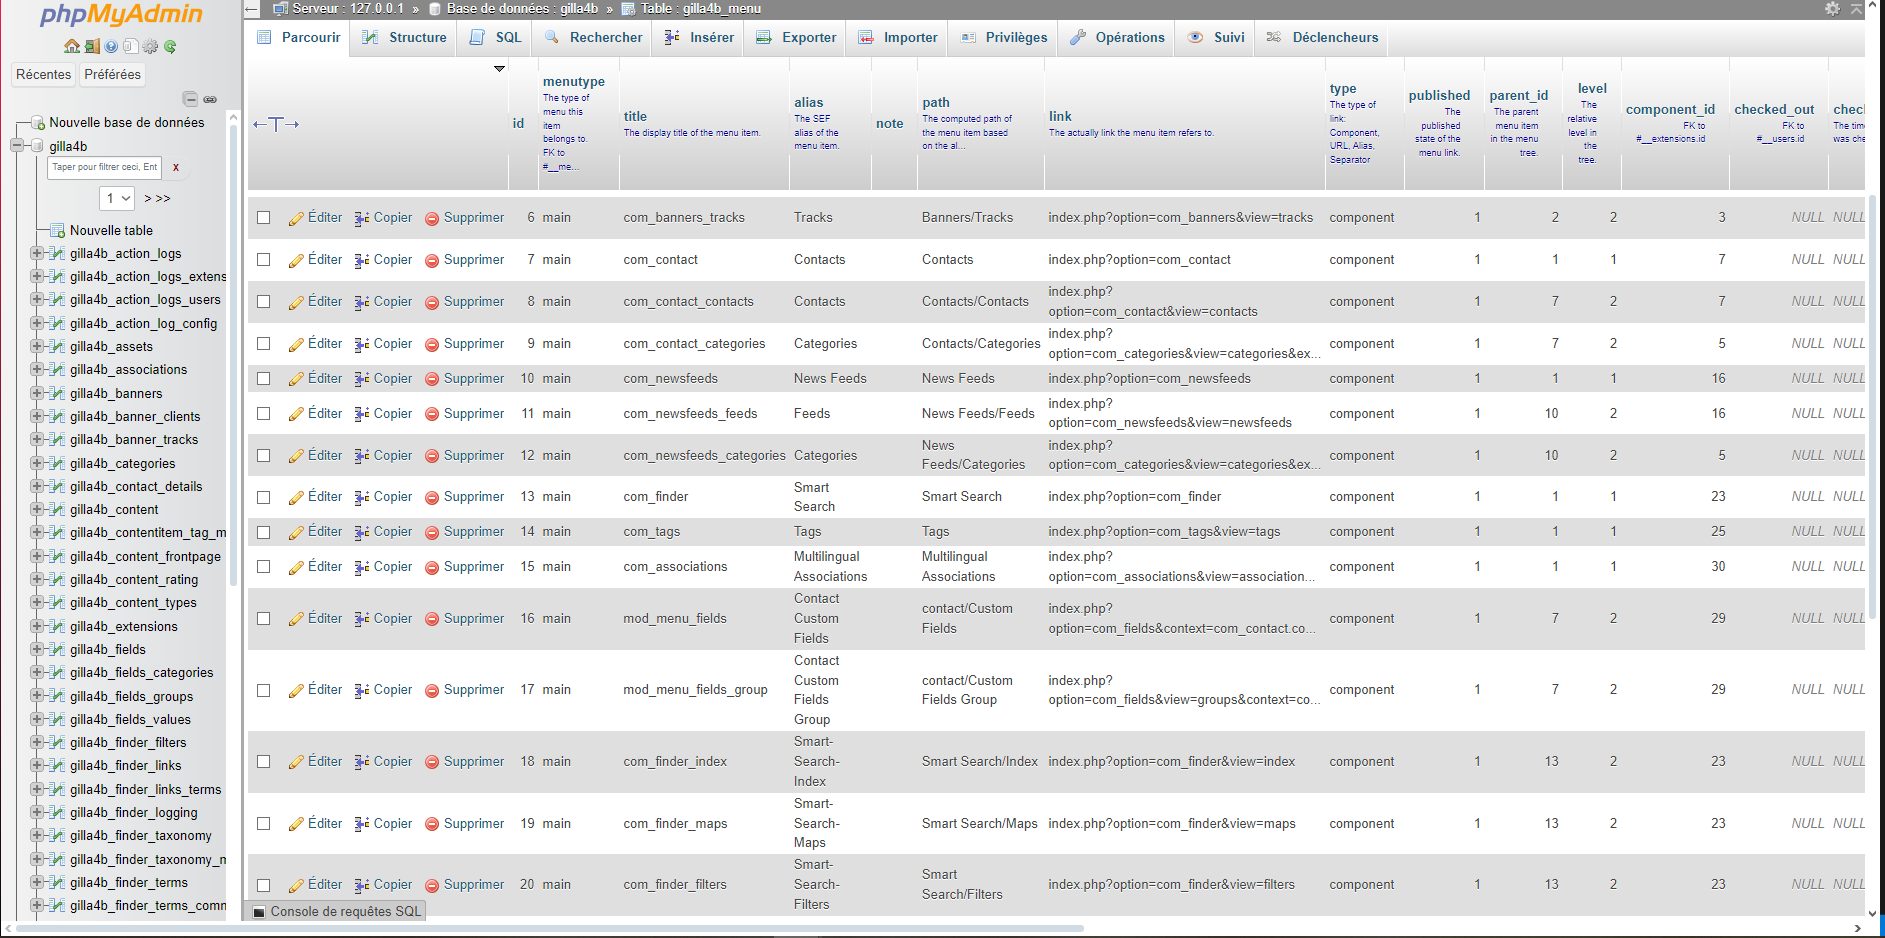 phpMyAdmin
Récentes Préférées
Nouvelle base de données
gilla4b
Taper pour filtrer ceci, Ent x
1 > >>
Nouvelle table
gilla4b_action_logs
gilla4b_action_logs_extens
gilla4b_action_logs_users
gilla4b_action_log_config
gilla4b_assets
gilla4b_associations
gilla4b_banners
gilla4b_banner_clients
gilla4b_banner_tracks
gilla4b_categories
gilla4b_contact_details
gilla4b_content
gilla4b_contentitem_tag_m
gilla4b_content_frontpage
gilla4b_content_rating
gilla4b_content_types
gilla4b_extensions
gilla4b_fields
gilla4b_fields_categories
gilla4b_fields_groups
gilla4b_fields_values
gilla4b_finder_filters
gilla4b_finder_links
gilla4b_finder_links_terms
gilla4b_finder_logging
gilla4b_finder_taxonomy
gilla4b_finder_taxonomy_m
gilla4b_finder_terms
gilla4b_finder_terms_comn
Serveur : 127.0.0.1 » Base de données : gilla4b » Table : gilla4b_menu
Parcourir Structure SQL Rechercher Insérer Exporter Importer Privilèges Opérations Suivi Déclencheurs
←T→
id
menutype
The type of
menu this
item
belongs to.
FK to
#__me...
title
The display title of the menu item.
alias
The SEF
alias of the
menu item.
note
path
The computed path of
the menu item based
on the al...
link
The actually link the menu item refers to.
type
The type of
link:
Component,
URL, Alias,
Separator
published
The
published
state of the
menu link.
parent_id
The parent
menu item
in the menu
tree.
level
The
relative
level in
the
tree.
component_id
FK to
#__extensions.id
checked_out
FK to
#__users.id
chec
The time
was che
Éditer Copier Supprimer 6 main com_banners_tracks Tracks Banners/Tracks index.php?option=com_banners&view=tracks component 1 2 2 3 NULL NULL
Éditer Copier Supprimer 7 main com_contact Contacts Contacts index.php?option=com_contact component 1 1 1 7 NULL NULL
Éditer Copier Supprimer 8 main com_contact_contacts Contacts Contacts/Contacts index.php?
option=com_contact&view=contacts component 1 7 2 7 NULL NULL
Éditer Copier Supprimer 9 main com_contact_categories Categories Contacts/Categories index.php?
option=com_categories&view=categories&ex... component 1 7 2 5 NULL NULL
Éditer Copier Supprimer 10 main com_newsfeeds News Feeds News Feeds index.php?option=com_newsfeeds component 1 1 1 16 NULL NULL
Éditer Copier Supprimer 11 main com_newsfeeds_feeds Feeds News Feeds/Feeds index.php?
option=com_newsfeeds&view=newsfeeds component 1 10 2 16 NULL NULL
Éditer Copier Supprimer 12 main com_newsfeeds_categories Categories News
Feeds/Categories index.php?
option=com_categories&view=categories&ex... component 1 10 2 5 NULL NULL
Éditer Copier Supprimer 13 main com_finder Smart
Search Smart Search index.php?option=com_finder component 1 1 1 23 NULL NULL
Éditer Copier Supprimer 14 main com_tags Tags Tags index.php?option=com_tags&view=tags component 1 1 1 25 NULL NULL
Éditer Copier Supprimer 15 main com_associations Multilingual
Associations Multilingual
Associations index.php?
option=com_associations&view=association... component 1 1 1 30 NULL NULL
Éditer Copier Supprimer 16 main mod_menu_fields Contact
Custom
Fields contact/Custom
Fields index.php?
option=com_fields&context=com_contact.co... component 1 7 2 29 NULL NULL
Éditer Copier Supprimer 17 main mod_menu_fields_group Contact
Custom
Fields
Group contact/Custom
Fields Group index.php?
option=com_fields&view=groups&context=co... component 1 7 2 29 NULL NULL
Éditer Copier Supprimer 18 main com_finder_index Smart-
Search-
Index Smart Search/Index index.php?option=com_finder&view=index component 1 13 2 23 NULL NULL
Éditer Copier Supprimer 19 main com_finder_maps Smart-
Search-
Maps Smart Search/Maps index.php?option=com_finder&view=maps component 1 13 2 23 NULL NULL
Éditer Copier Supprimer 20 main com_finder_filters Smart-
Search-
Filters Smart
Search/Filters index.php?option=com_finder&view=filters component 1 13 2 23 NULL NULL
Console de requêtes SQL